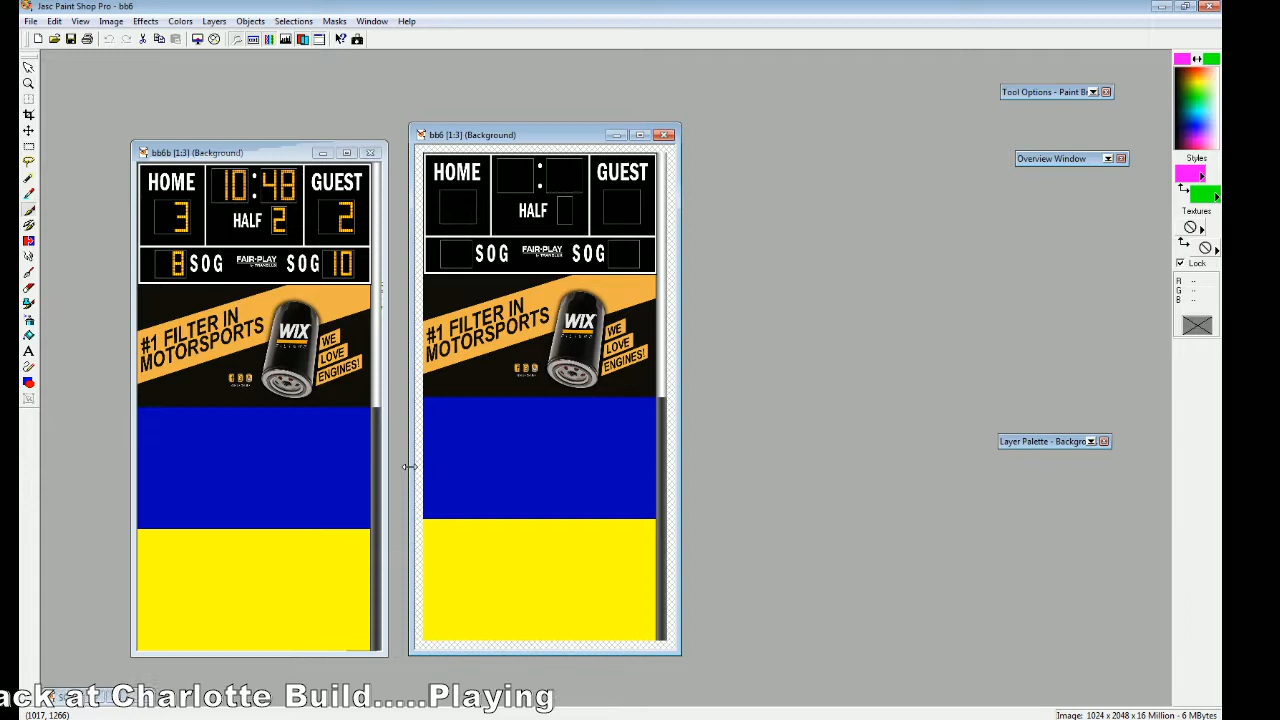 Jasc Paint Shop Pro - bb6
File Edit View Image Effects Colors Layers Objects Selections Masks Window Help
Tool Options - Paint Br
Overview Window
Styles
Textures
Lock
R
G
B
Layer Palette - Backgro
bb6b [1:3] (Background)
HOME 10:48 GUEST
3 HALF 2 2
8 SOG FAIR-PLAY SOG 10
#1 FILTER IN
MOTORSPORTS
WIX
FILTERS
WE
LOVE
ENGINES!
bb6 [1:3] (Background)
HOME : GUEST
HALF
SOG FAIR-PLAY SOG
#1 FILTER IN
MOTORSPORTS
WIX
FILTERS
WE
LOVE
ENGINES!
ack at Charlotte Build.....Playing
(1017, 1266)
Image: 1024 x 2048 x 16 Million - 6 MBytes